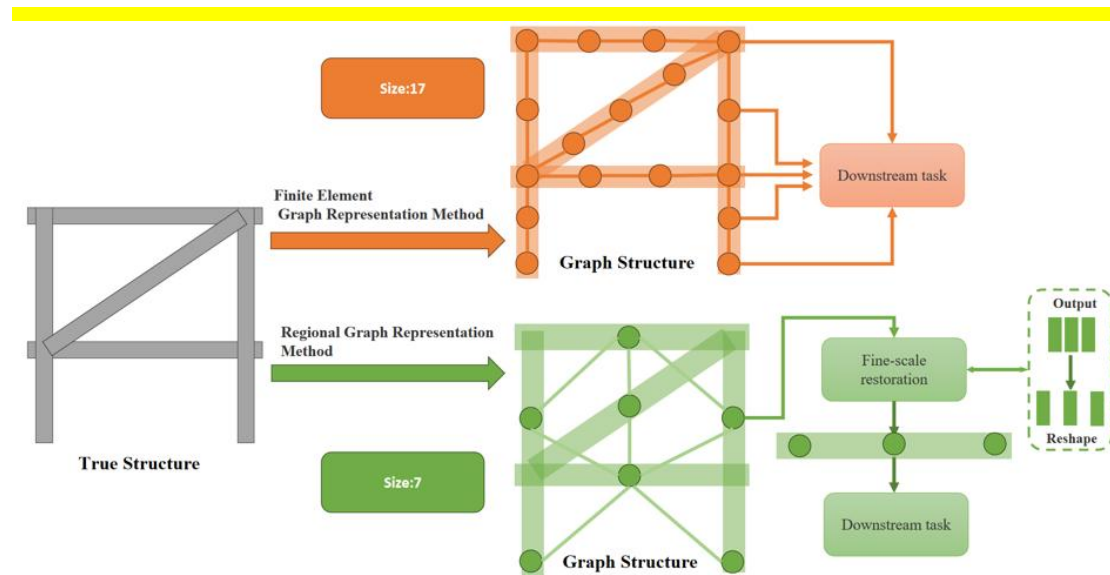 Size:17
Finite Element
Graph Representation Method
Downstream task
Graph Structure
Regional Graph Representation
Method
True Structure
Size:7
Graph Structure
Fine-scale
restoration
Downstream task
Output
Reshape